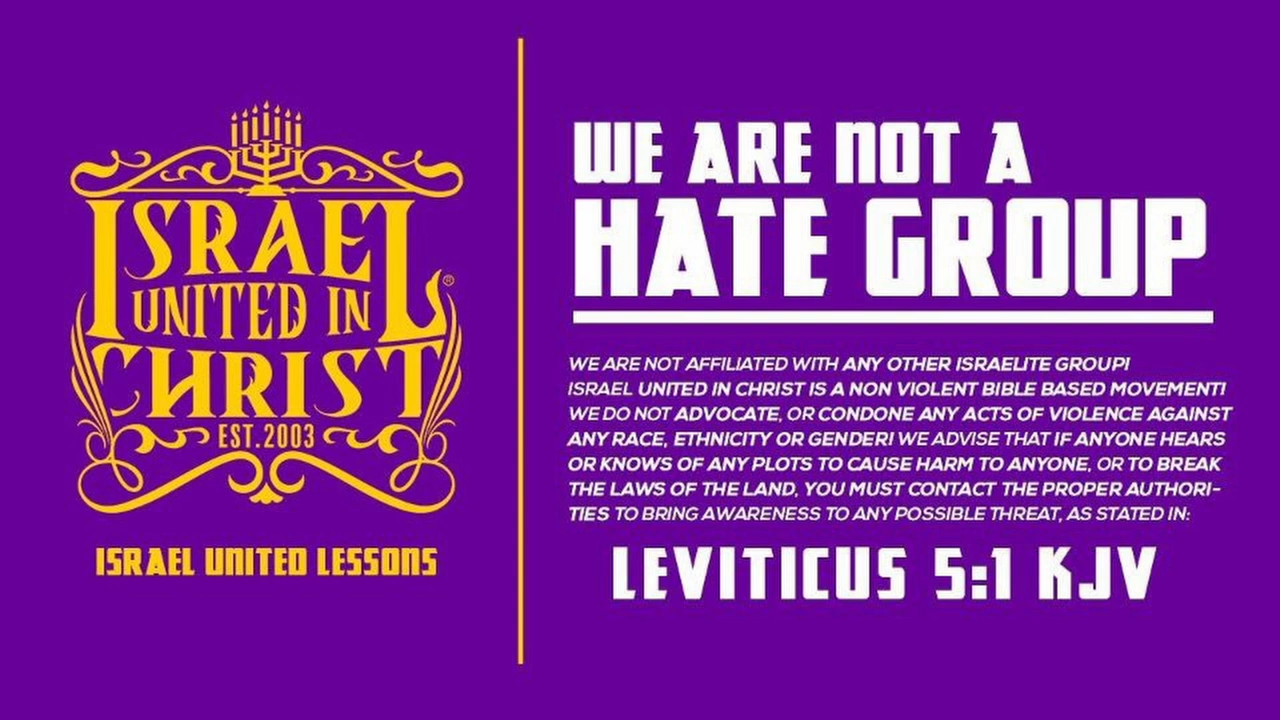 ISRAEL
UNITED IN
CHRIST
®
EST.2003
ISRAEL UNITED LESSONS
WE ARE NOT A
HATE GROUP
WE ARE NOT AFFILIATED WITH ANY OTHER ISRAELITE GROUP!
ISRAEL UNITED IN CHRIST IS A NON VIOLENT BIBLE BASED MOVEMENT!
WE DO NOT ADVOCATE, OR CONDONE ANY ACTS OF VIOLENCE AGAINST
ANY RACE, ETHNICITY OR GENDER! WE ADVISE THAT IF ANYONE HEARS
OR KNOWS OF ANY PLOTS TO CAUSE HARM TO ANYONE, OR TO BREAK
THE LAWS OF THE LAND, YOU MUST CONTACT THE PROPER AUTHORI-
TIES TO BRING AWARENESS TO ANY POSSIBLE THREAT, AS STATED IN:
LEVITICUS 5:1 KJV